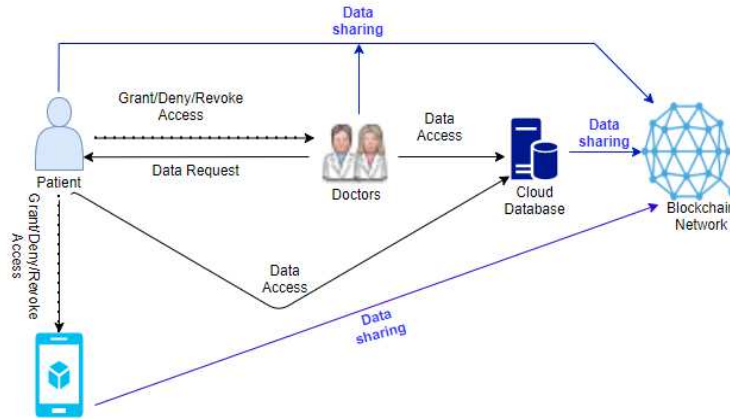 Data
sharing
Grant/Deny/Revoke
Access
Data
Access
Data
sharing
Data Request
Patient
Doctors
Cloud
Database
Blockchain
Network
Grant/Deny/Revoke
Access
Data
Access
Data
sharing